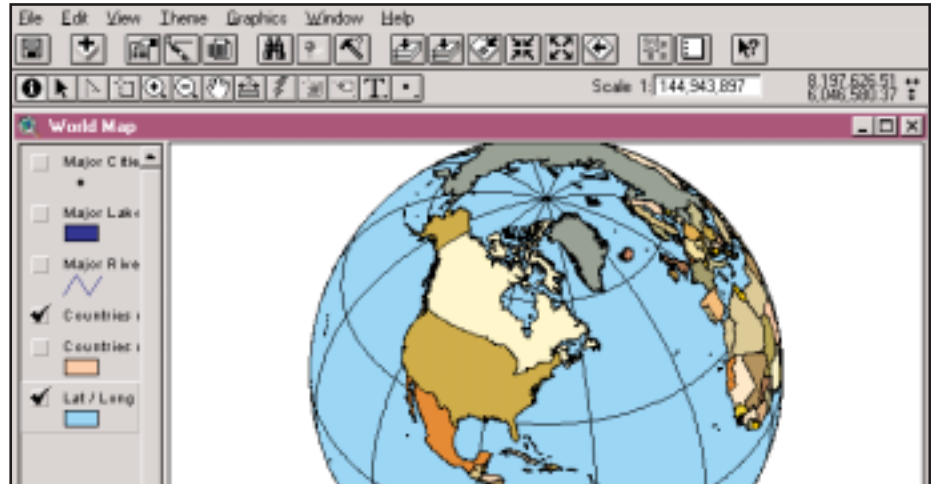 File Edit View Theme Graphics Window Help
Scale 1: 144,943,897
8,197,626.51
6,046,580.37
World Map
Major Citie
Major Lake
Major Rive
Countries
Countries
Lat / Long